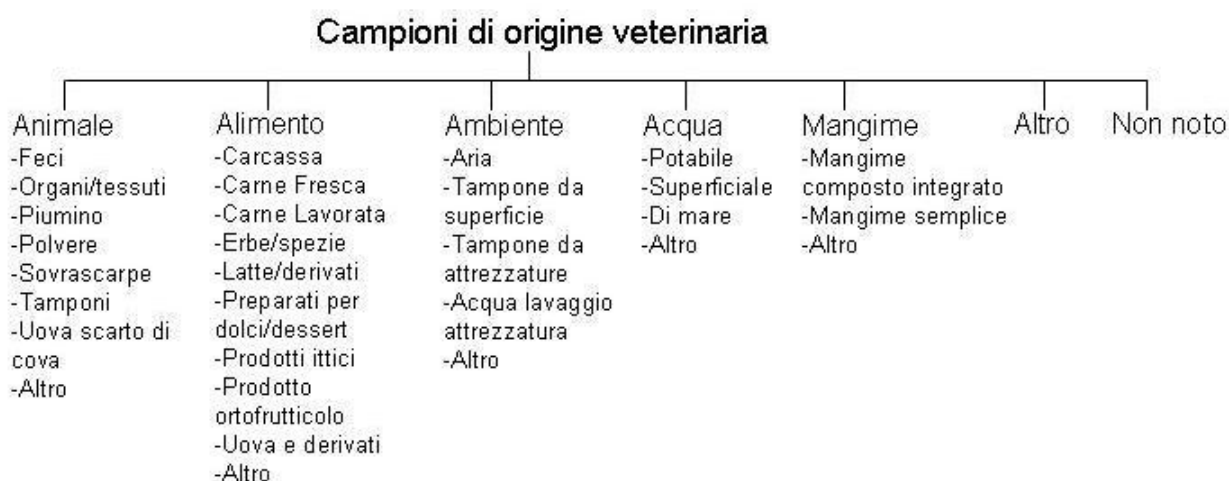 Campioni di origine veterinaria
Animale
-Feci
-Organi/tessuti
-Piumino
-Polvere
-Sovrascarpe
-Tamponi
-Uova scarto di
cova
-Altro
Alimento
-Carcassa
-Carne Fresca
-Carne Lavorata
-Erbe/spezie
-Latte/derivati
-Preparati per
dolci/dessert
-Prodotti ittici
-Prodotto
ortofrutticolo
-Uova e derivati
-Altro
Ambiente
-Aria
-Tampone da
superficie
-Tampone da
attrezzature
-Acqua lavaggio
attrezzatura
-Altro
Acqua
-Potabile
-Superficiale
-Di mare
-Altro
Mangime
-Mangime
composto integrato
-Mangime semplice
-Altro
Altro
Non noto